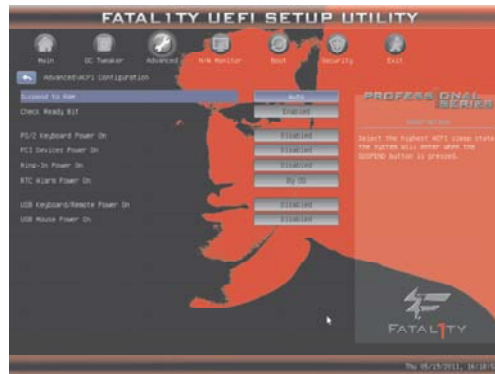 FATAL1TY UEFI SETUP UTILITY
Main OC Tweaker Advanced H/W Monitor Boot Security Exit
Advanced\ACPI Configuration
Suspend to RAM Auto
Check Ready Bit Enabled
PS/2 Keyboard Power On Disabled
PCI Devices Power On Disabled
Ring-In Power On Disabled
RTC Alarm Power On By OS
USB Keyboard/Remote Power On Disabled
USB Mouse Power On Disabled
PROFESSIONAL
SERIES
Description
Select the highest ACPI sleep state
the system will enter when the
SUSPEND button is pressed.
FATAL1TY
Thu 05/19/2011,